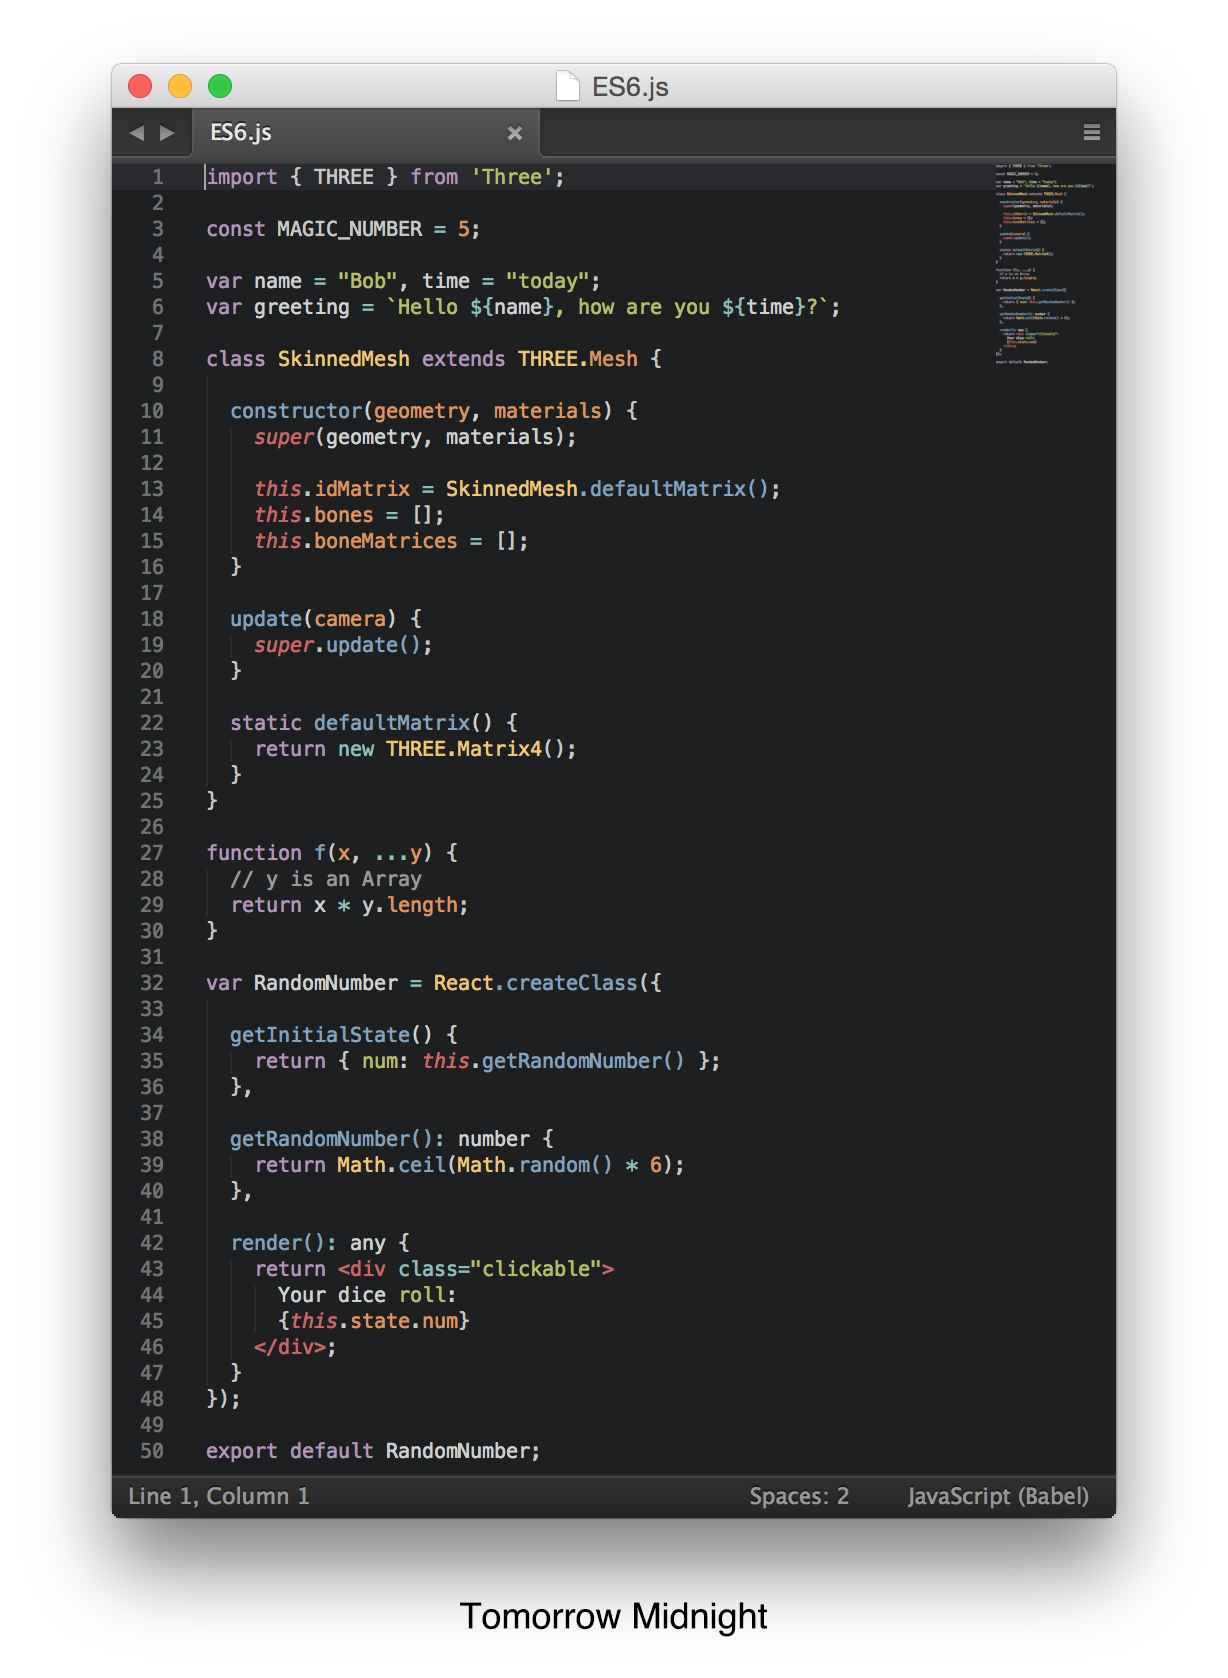 ES6.js
ES6.js
1 import { THREE } from 'Three';
2
3 const MAGIC_NUMBER = 5;
4
5 var name = "Bob", time = "today";
6 var greeting = `Hello ${name}, how are you ${time}?`;
7
8 class SkinnedMesh extends THREE.Mesh {
9
10 constructor(geometry, materials) {
11 super(geometry, materials);
12
13 this.idMatrix = SkinnedMesh.defaultMatrix();
14 this.bones = [];
15 this.boneMatrices = [];
16 }
17
18 update(camera) {
19 super.update();
20 }
21
22 static defaultMatrix() {
23 return new THREE.Matrix4();
24 }
25 }
26
27 function f(x, ...y) {
28 // y is an Array
29 return x * y.length;
30 }
31
32 var RandomNumber = React.createClass({
33
34 getInitialState() {
35 return { num: this.getRandomNumber() };
36 },
37
38 getRandomNumber(): number {
39 return Math.ceil(Math.random() * 6);
40 },
41
42 render(): any {
43 return <div class="clickable">
44 Your dice roll:
45 {this.state.num}
46 </div>;
47 }
48 });
49
50 export default RandomNumber;
Line 1, Column 1 Spaces: 2 JavaScript (Babel)
Tomorrow Midnight